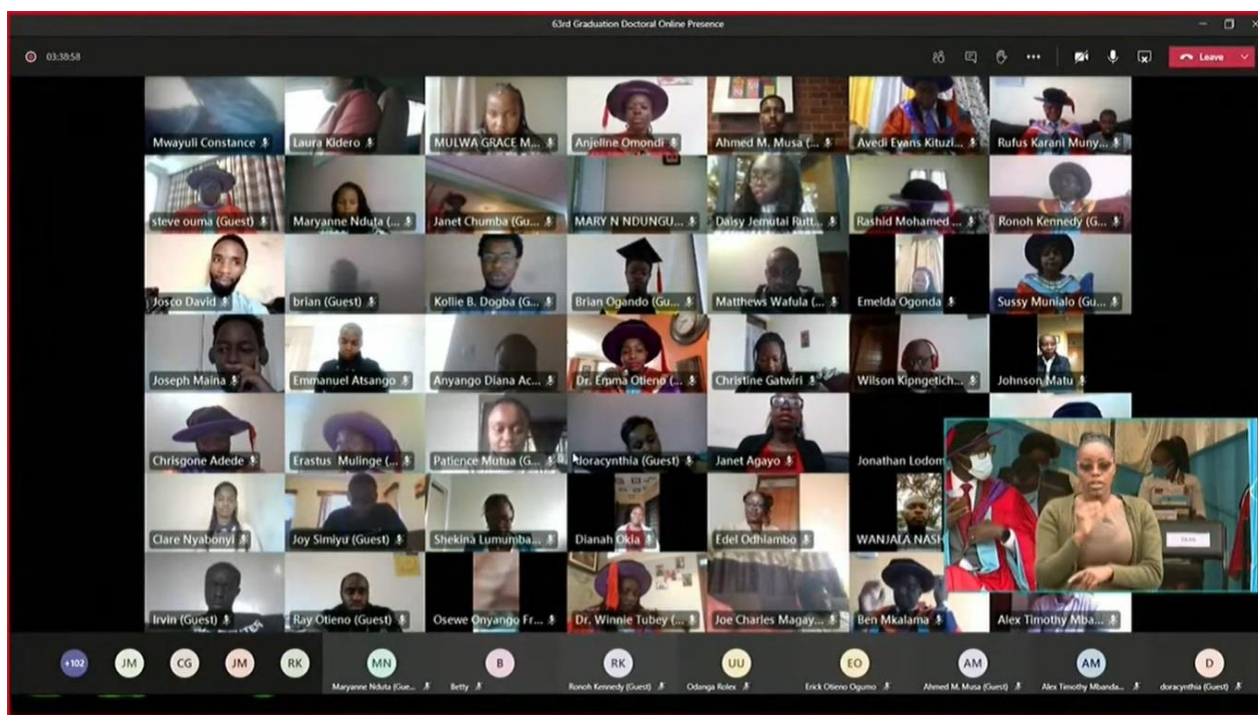 63rd Graduation Doctoral Online Presence
03:38:58
Leave
Mwayuli Constance
Laura Kidero
MULWA GRACE M...
Anjeline Omondi
Ahmed M. Musa (...
Avedi Evans Kituzi...
Rufus Karani Muny...
steve ouma (Guest)
Maryanne Nduta (...
Janet Chumba (Gu...
MARY N NDUNGU...
Daisy Jemutai Rutt...
Rashid Mohamed ...
Ronoh Kennedy (G...
Josco David
brian (Guest)
Kollie B. Dogba (G...
Brian Ogando (Gu...
Matthews Wafula (...
Emelda Ogonda
Sussy Munialo (Gu...
Joseph Maina
Emmanuel Atsango
Anyango Diana Ac...
Dr. Emma Otieno (...
Christine Gatwiri
Wilson Kipngetich...
Johnson Matu
Chrisgone Adede
Erastus Mulinge (...
Patience Mutua (G...
doracynthia (Guest)
Janet Agayo
Jonathan Lodom
Clare Nyabonyi
Joy Simiyu (Guest)
Shekina Lumumba...
Dianah Okia
Edel Odhiambo
WANJALA NASH
Irvin (Guest)
Ray Otieno (Guest)
Osewe Onyango Fr...
Dr. Winnie Tubey (...
Joe Charles Magay...
Ben Mkalama
Alex Timothy Mba...
+102
JM
CG
JM
RK
MN
B
RK
UU
EO
AM
AM
D
Maryanne Nduta (Gue...
Betty
Ronoh Kennedy (Guest)
Odanga Rolex
Erick Otieno Ogumo
Ahmed M. Musa (Guest)
Alex Timothy Mbanda...
doracynthia (Guest)